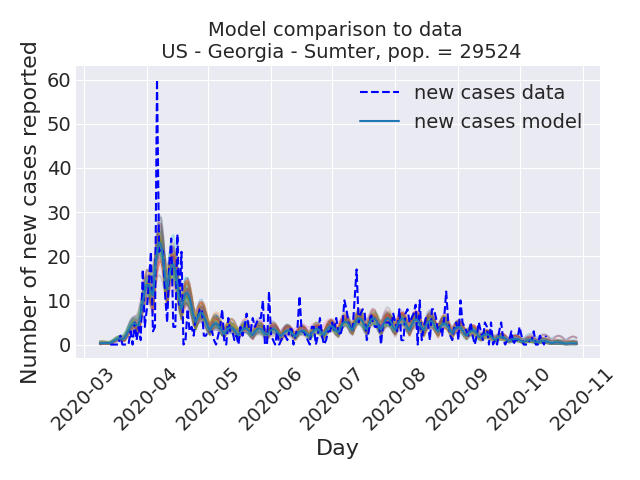 Model comparison to data
US - Georgia - Sumter, pop. = 29524
Number of new cases reported
60
50
40
30
20
10
0
new cases data
new cases model
2020-03
2020-04
2020-05
2020-06
2020-07
2020-08
2020-09
2020-10
2020-11
Day